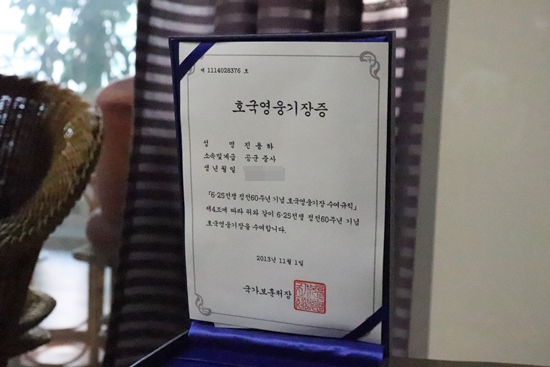 제 1114028376 호
호국영웅기장증
성 명 진 용 하
소속및계급 공군 중사
생년월일
「6·25전쟁 정전60주년 기념 호국영웅기장 수여규칙」
제4조에 따라 위와 같이 6·25전쟁 정전60주년 기념
호국영웅기장을 수여합니다.
2013년 11월 1일
국가보훈처장